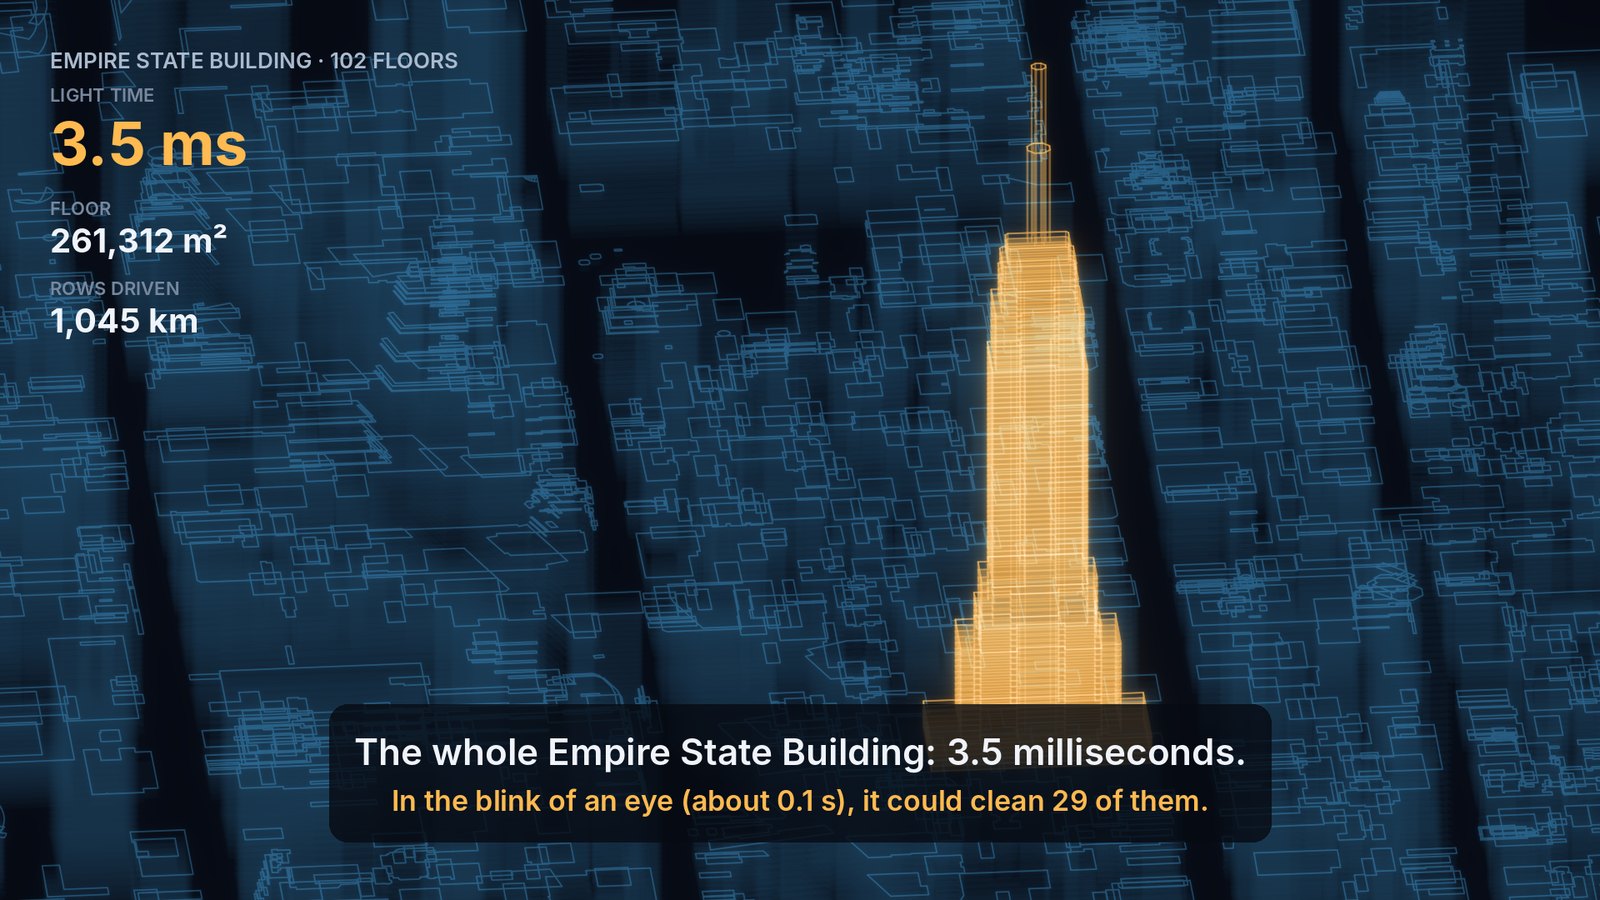 EMPIRE STATE BUILDING · 102 FLOORS
LIGHT TIME
3.5 ms
FLOOR
261,312 m²
ROWS DRIVEN
1,045 km
The whole Empire State Building: 3.5 milliseconds.
In the blink of an eye (about 0.1 s), it could clean 29 of them.